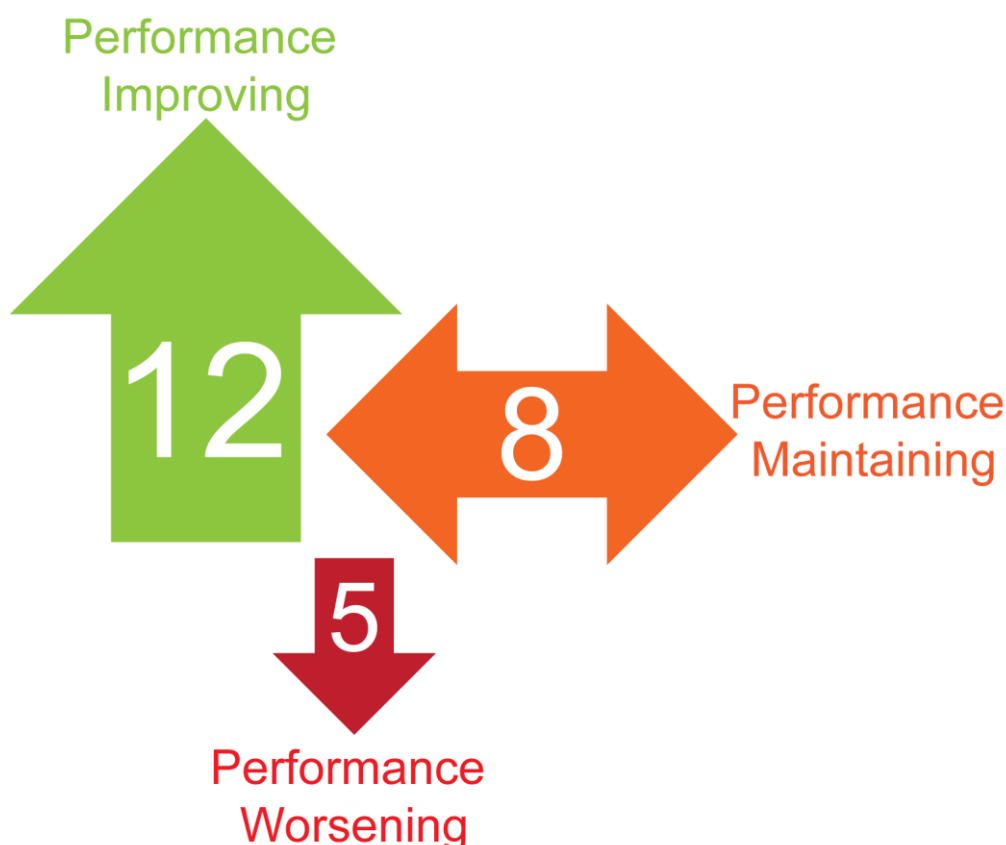 Performance
Improving
12
8
Performance
Maintaining
5
Performance
Worsening